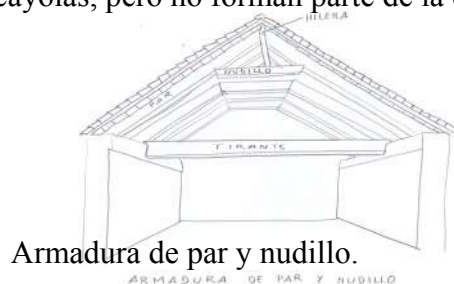 cayolas, pero no forman parte de la
HILERA
NUDILLO
PAR
TIRANTE
Armadura de par y nudillo.
ARMADURA DE PAR Y NUDILLO